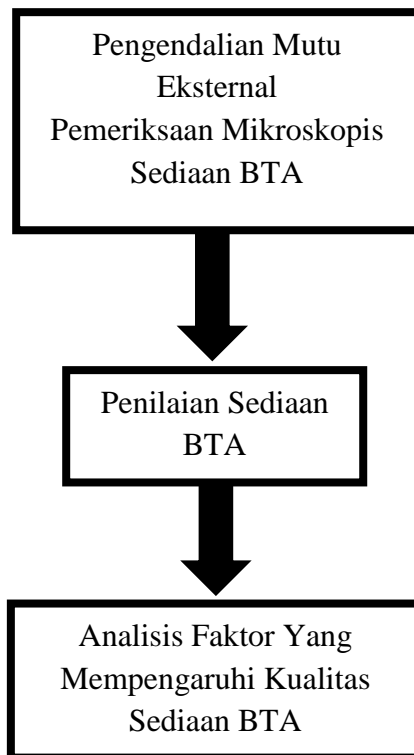 Pengendalian Mutu
Eksternal
Pemeriksaan Mikroskopis
Sediaan BTA
Penilaian Sediaan
BTA
Analisis Faktor Yang
Mempengaruhi Kualitas
Sediaan BTA